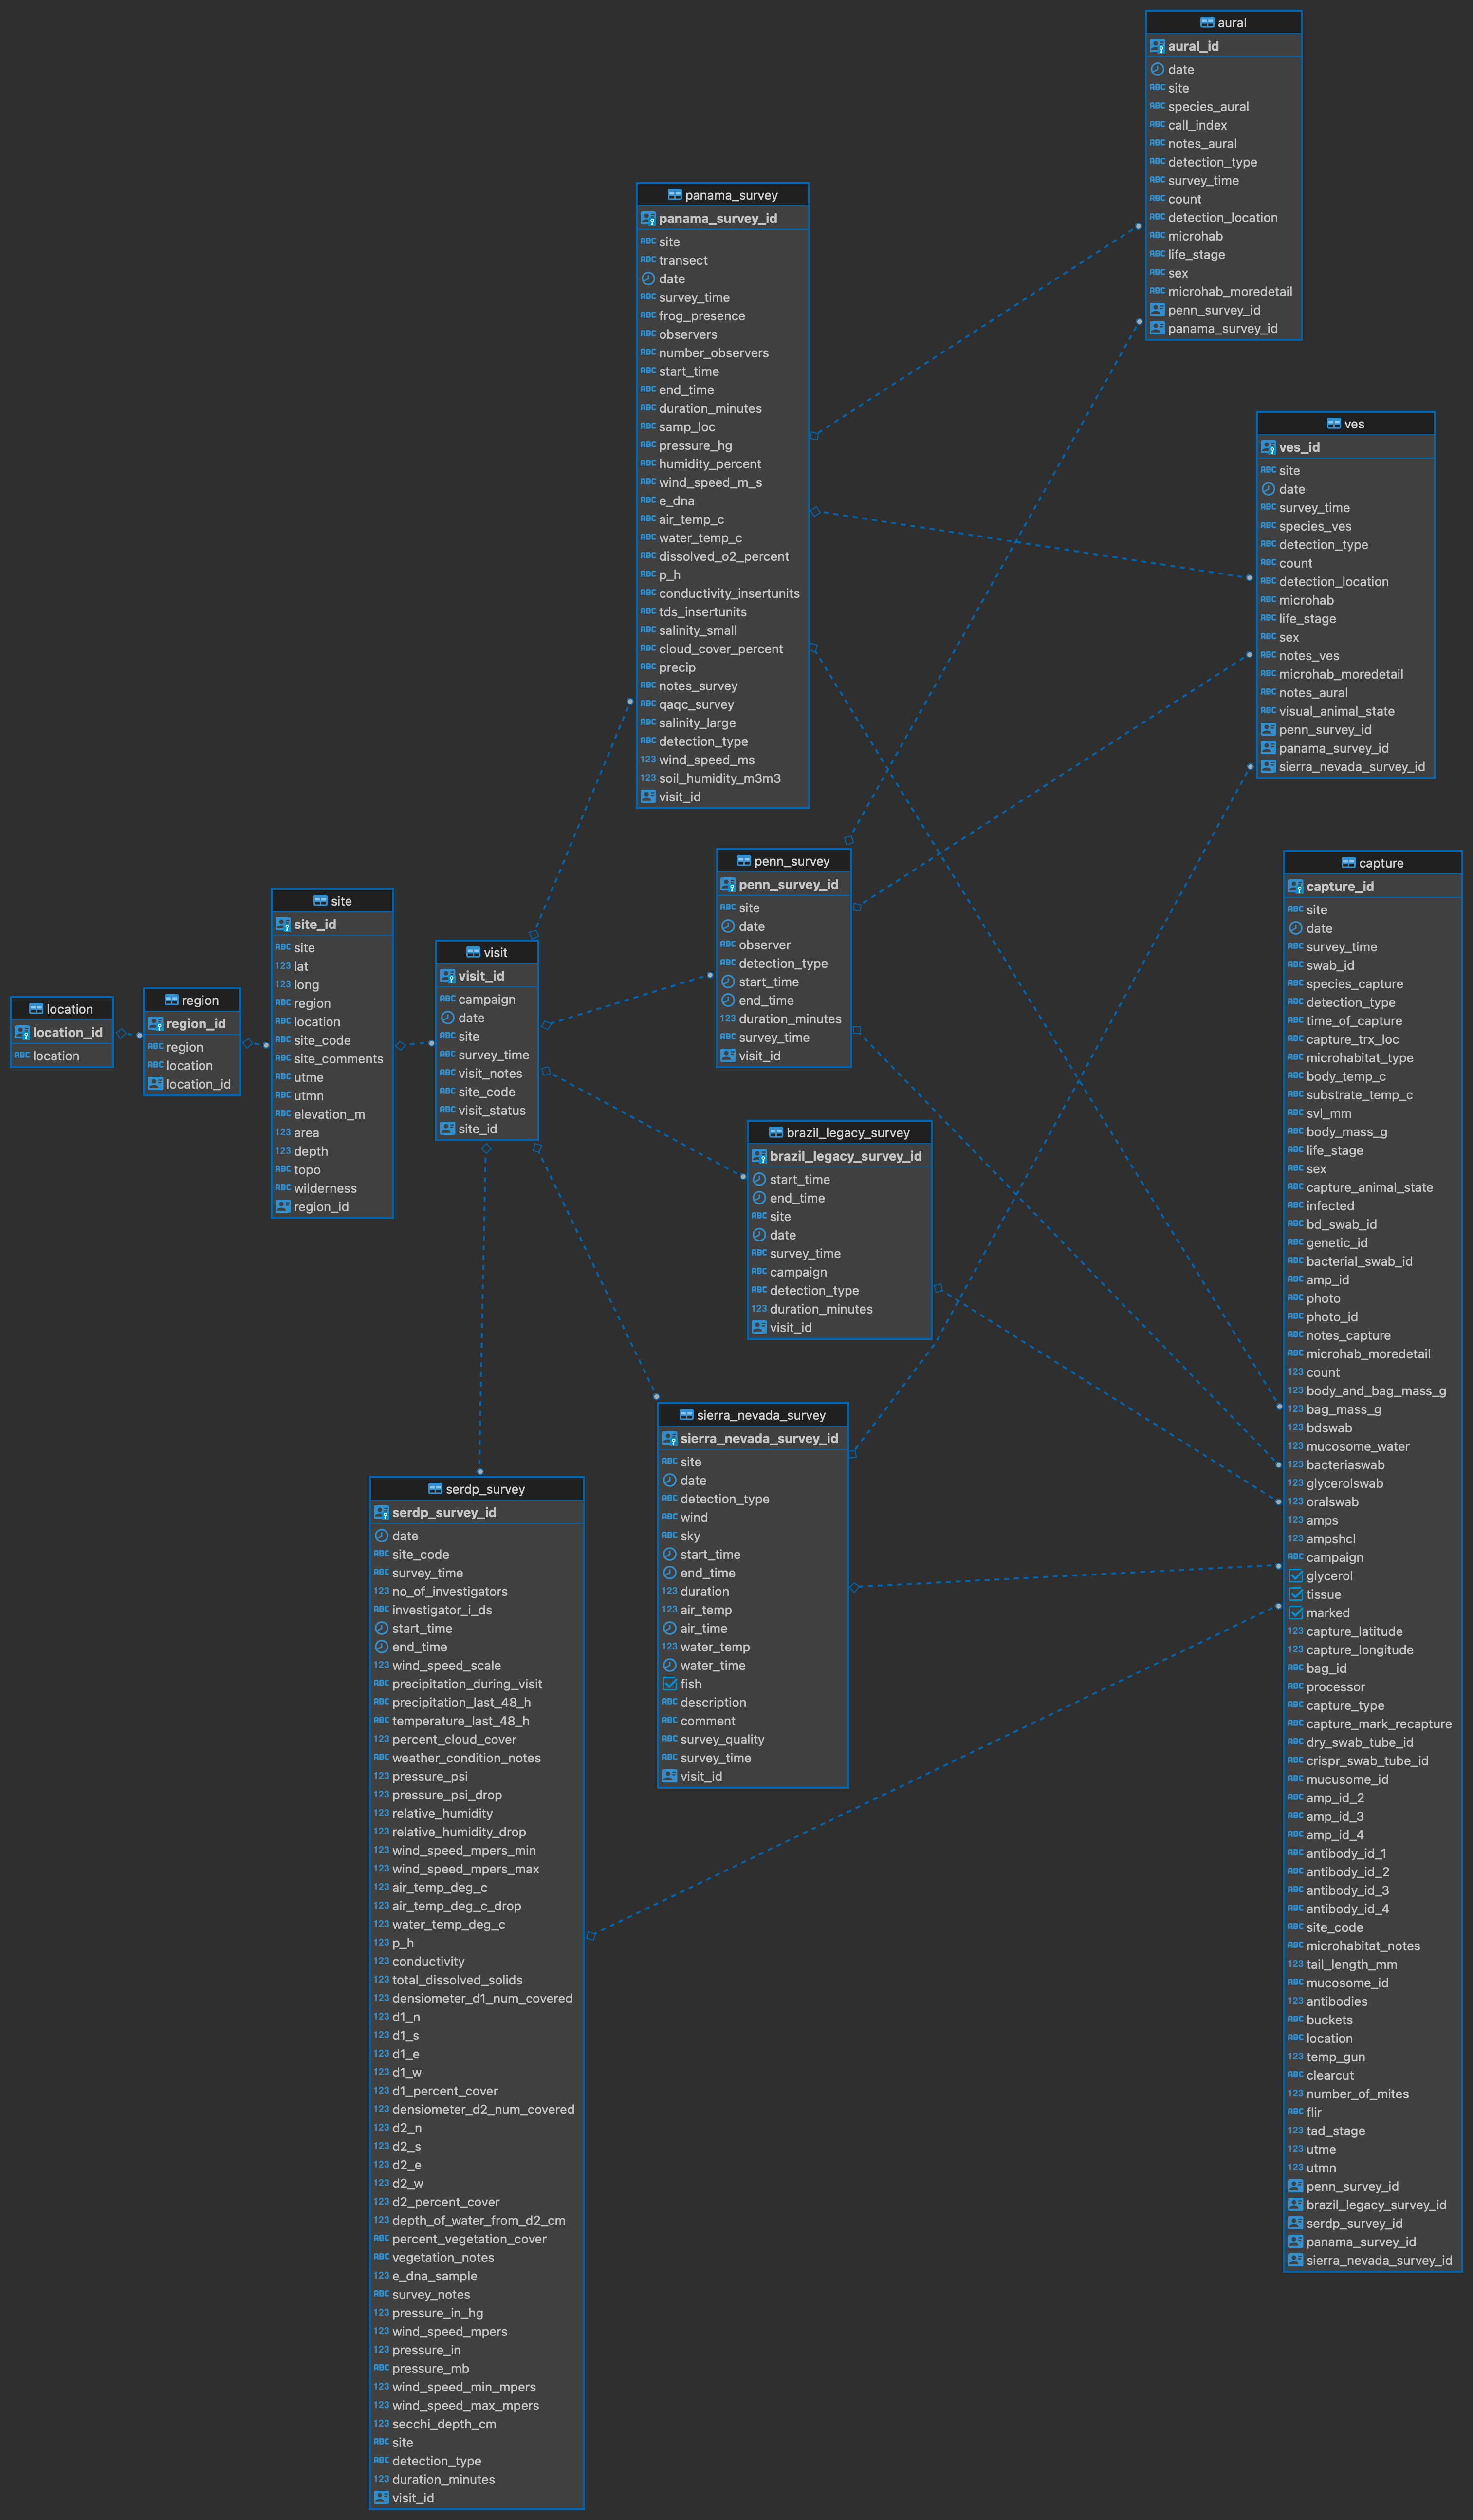 aural
aural_id
date
site
species_aural
call_index
notes_aural
detection_type
survey_time
count
detection_location
microhab
life_stage
sex
microhab_moredetail
penn_survey_id
panama_survey_id
panama_survey
panama_survey_id
site
transect
date
survey_time
frog_presence
observers
number_observers
start_time
end_time
duration_minutes
samp_loc
pressure_hg
humidity_percent
wind_speed_m_s
e_dna
air_temp_c
water_temp_c
dissolved_o2_percent
p_h
conductivity_insertunits
tds_insertunits
salinity_small
cloud_cover_percent
precip
notes_survey
qaqc_survey
salinity_large
detection_type
wind_speed_ms
soil_humidity_m3m3
visit_id
ves
ves_id
site
date
survey_time
species_ves
detection_type
count
detection_location
microhab
life_stage
sex
notes_ves
microhab_moredetail
notes_aural
visual_animal_state
penn_survey_id
panama_survey_id
sierra_nevada_survey_id
location
location_id
location
region
region_id
region
location
location_id
site
site_id
site
lat
long
region
location
site_code
site_comments
utme
utmn
elevation_m
area
depth
topo
wilderness
region_id
visit
visit_id
campaign
date
site
survey_time
visit_notes
site_code
visit_status
site_id
penn_survey
penn_survey_id
site
date
observer
detection_type
start_time
end_time
duration_minutes
survey_time
visit_id
brazil_legacy_survey
brazil_legacy_survey_id
start_time
end_time
site
date
survey_time
campaign
detection_type
duration_minutes
visit_id
sierra_nevada_survey
sierra_nevada_survey_id
site
date
detection_type
wind
sky
start_time
end_time
duration
air_temp
air_time
water_temp
water_time
fish
description
comment
survey_quality
survey_time
visit_id
serdp_survey
serdp_survey_id
date
site_code
survey_time
no_of_investigators
investigator_i_ds
start_time
end_time
wind_speed_scale
precipitation_during_visit
precipitation_last_48_h
temperature_last_48_h
percent_cloud_cover
weather_condition_notes
pressure_psi
pressure_psi_drop
relative_humidity
relative_humidity_drop
wind_speed_mpers_min
wind_speed_mpers_max
air_temp_deg_c
air_temp_deg_c_drop
water_temp_deg_c
p_h
conductivity
total_dissolved_solids
densiometer_d1_num_covered
d1_n
d1_s
d1_e
d1_w
d1_percent_cover
densiometer_d2_num_covered
d2_n
d2_s
d2_e
d2_w
d2_percent_cover
depth_of_water_from_d2_cm
percent_vegetation_cover
vegetation_notes
e_dna_sample
survey_notes
pressure_in_hg
wind_speed_mpers
pressure_in
pressure_mb
wind_speed_min_mpers
wind_speed_max_mpers
secchi_depth_cm
site
detection_type
duration_minutes
visit_id
capture
capture_id
site
date
survey_time
swab_id
species_capture
detection_type
time_of_capture
capture_trx_loc
microhabitat_type
body_temp_c
substrate_temp_c
svl_mm
body_mass_g
life_stage
sex
capture_animal_state
infected
bd_swab_id
genetic_id
bacterial_swab_id
amp_id
photo
photo_id
notes_capture
microhab_moredetail
count
body_and_bag_mass_g
bag_mass_g
bdswab
mucosome_water
bacteriaswab
glycerolswab
oralswab
amps
ampshcl
campaign
glycerol
tissue
marked
capture_latitude
capture_longitude
bag_id
processor
capture_type
capture_mark_recapture
dry_swab_tube_id
crispr_swab_tube_id
mucusome_id
amp_id_2
amp_id_3
amp_id_4
antibody_id_1
antibody_id_2
antibody_id_3
antibody_id_4
site_code
microhabitat_notes
tail_length_mm
mucosome_id
antibodies
buckets
location
temp_gun
clearcut
number_of_mites
flir
tad_stage
utme
utmn
penn_survey_id
brazil_legacy_survey_id
serdp_survey_id
panama_survey_id
sierra_nevada_survey_id